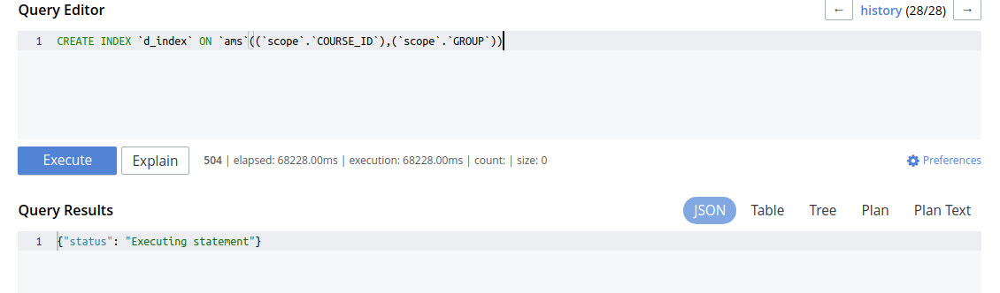 Query Editor
← history (28/28) →
1 CREATE INDEX `d_index` ON `ams`((`scope`.`COURSE_ID`),(`scope`.`GROUP`))
Execute Explain 504 | elapsed: 68228.00ms | execution: 68228.00ms | count: | size: 0 Preferences
Query Results JSON Table Tree Plan Plan Text
1 {"status": "Executing statement"}